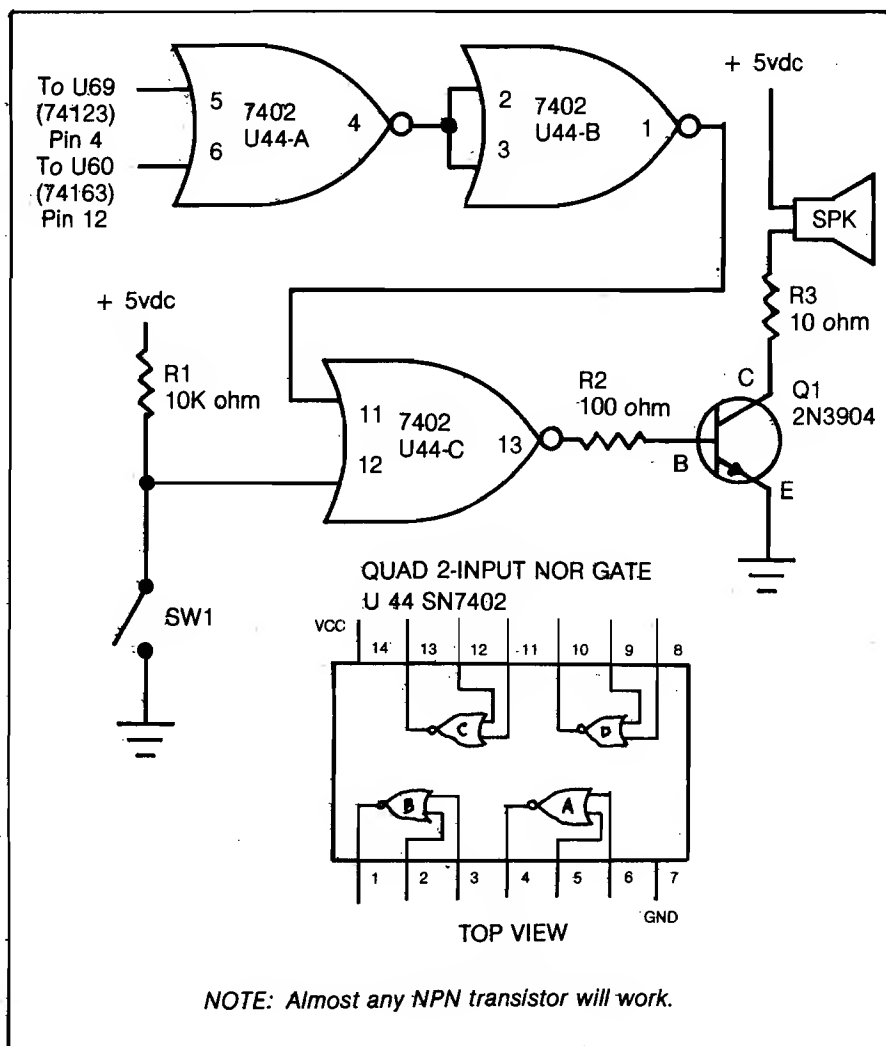 To U69
(74123)
Pin 4
To U60
(74163)
Pin 12
5
6
7402
U44-A
4
2
3
7402
U44-B
1
+ 5vdc
SPK
R3
10 ohm
+ 5vdc
R1
10K ohm
11
12
7402
U44-C
13
R2
100 ohm
B
C
E
Q1
2N3904
SW1
QUAD 2-INPUT NOR GATE
U 44 SN7402
VCC
14 13 12 11 10 9 8
C D
B A
1 2 3 4 5 6 7
GND
TOP VIEW
NOTE: Almost any NPN transistor will work.